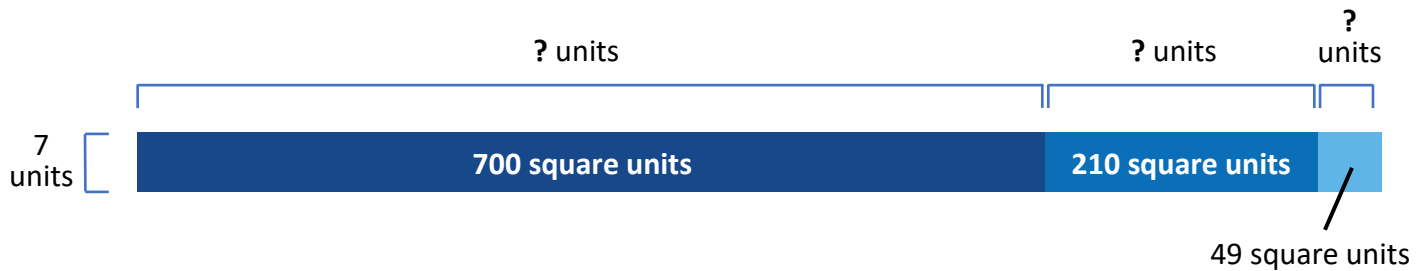 ?
units
? units
? units
7
units
700 square units
210 square units
49 square units